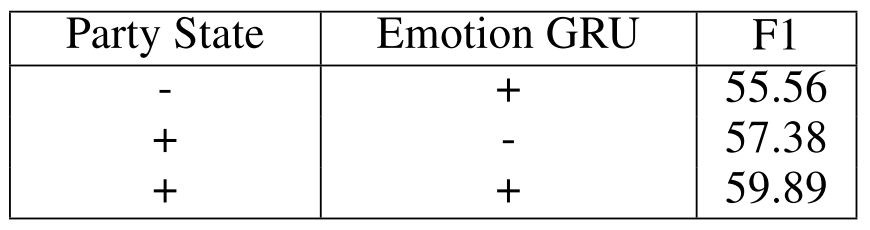 Party State Emotion GRU F1
- + 55.56
+ - 57.38
+ + 59.89